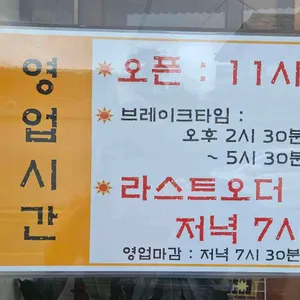 영업시간
오픈 : 11시
브레이크타임 :
오후 2시 30분
~ 5시 30분
라스트오더
저녁 7시
영업마감 : 저녁 7시 30분